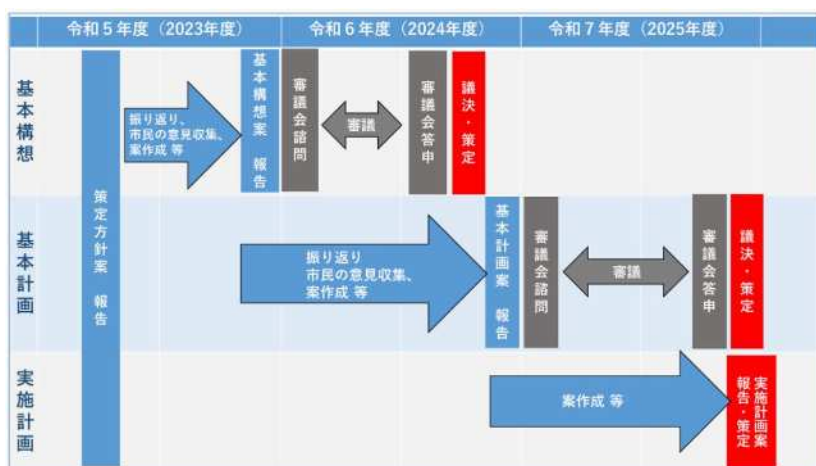 令和5年度（2023年度）
令和6年度（2024年度）
令和7年度（2025年度）
基本構想
策定方針案 報告
振り返り、
市民の意見収集、
案作成 等
基本構想案 報告
審議会諮問
審議
審議会答申
議決・策定
基本計画
振り返り
市民の意見収集、
案作成 等
基本計画案 報告
審議会諮問
審議
審議会答申
議決・策定
実施計画
案作成 等
実施計画案
報告・策定